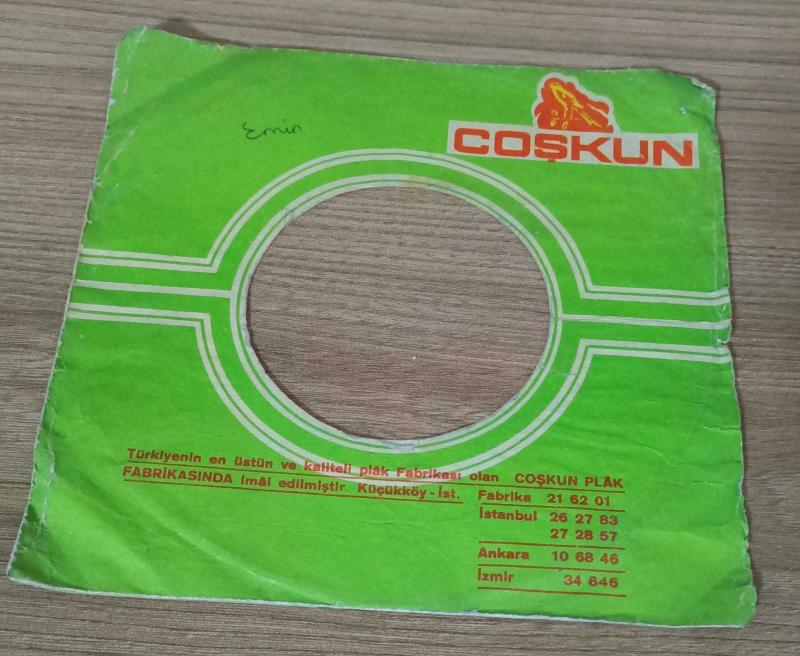 Emin
COŞKUN
Türkiyenin en üstün ve kaliteli plâk Fabrikası olan COŞKUN PLÂK
FABRİKASINDA imâl edilmiştir. Küçükköy - İst.
Fabrika 21 62 01
İstanbul 26 27 83
27 28 57
Ankara 10 68 46
İzmir 34 646